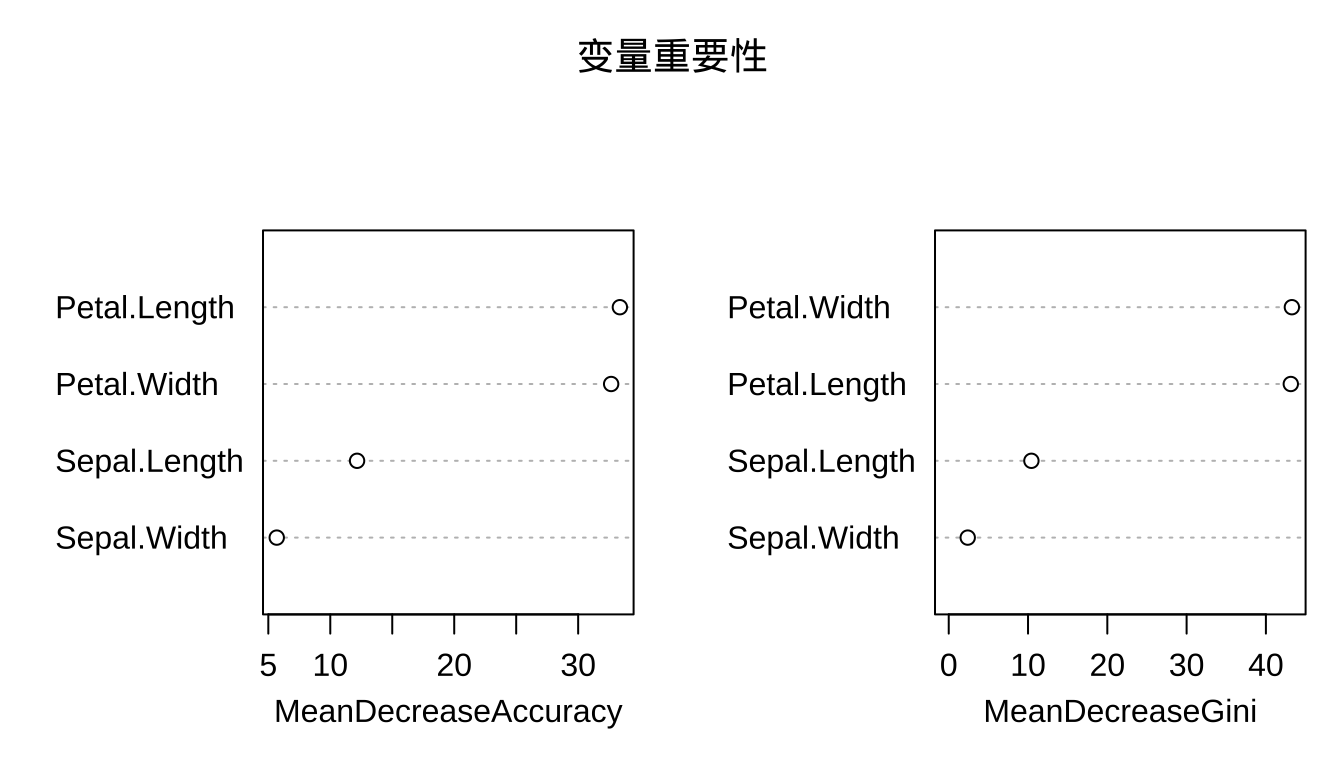 变量重要性
Petal.Length
Petal.Width
Sepal.Length
Sepal.Width
5 10 20 30
MeanDecreaseAccuracy
Petal.Width
Petal.Length
Sepal.Length
Sepal.Width
0 10 20 30 40
MeanDecreaseGini